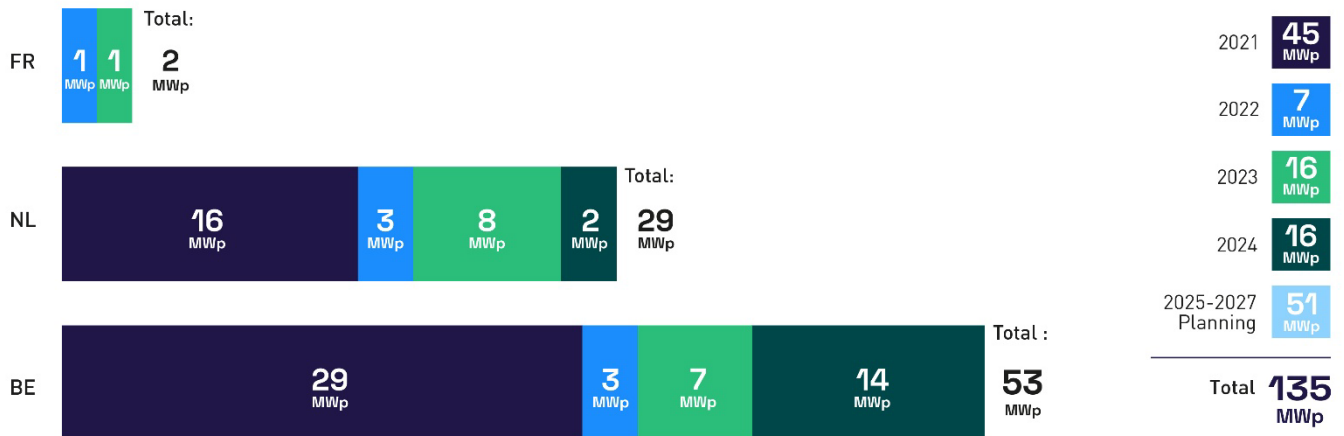 FR
1
MWp
1
MWp
Total:
2
MWp
NL
16
MWp
3
MWp
8
MWp
2
MWp
Total:
29
MWp
BE
29
MWp
3
MWp
7
MWp
14
MWp
Total :
53
MWp
2021
45
MWp
2022
7
MWp
2023
16
MWp
2024
16
MWp
2025-2027
Planning
51
MWp
Total
135
MWp